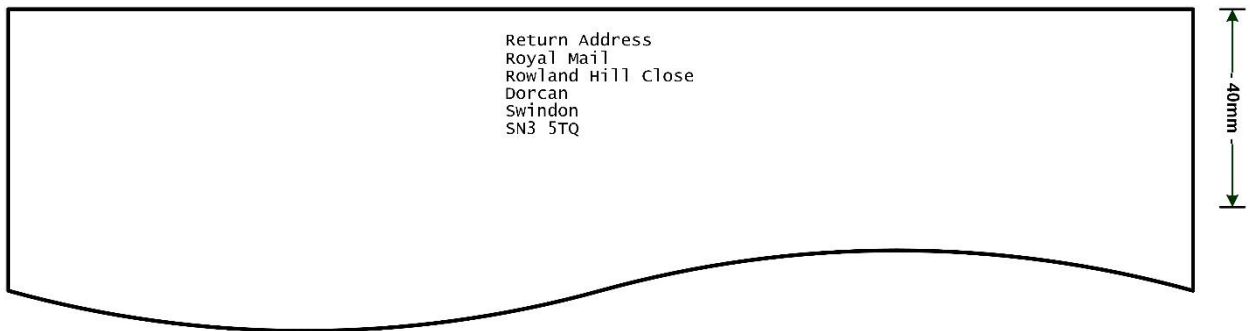 Return Address
Royal Mail
Rowland Hill Close
Dorcan
Swindon
SN3 5TQ
40mm